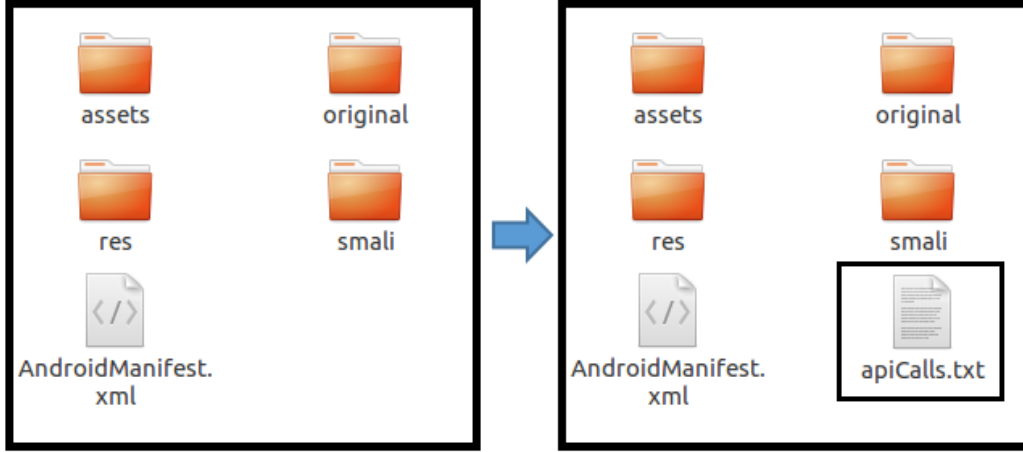 assets
original
res
smali
</>
AndroidManifest.
xml
assets
original
res
smali
</>
AndroidManifest.
xml
apiCalls.txt